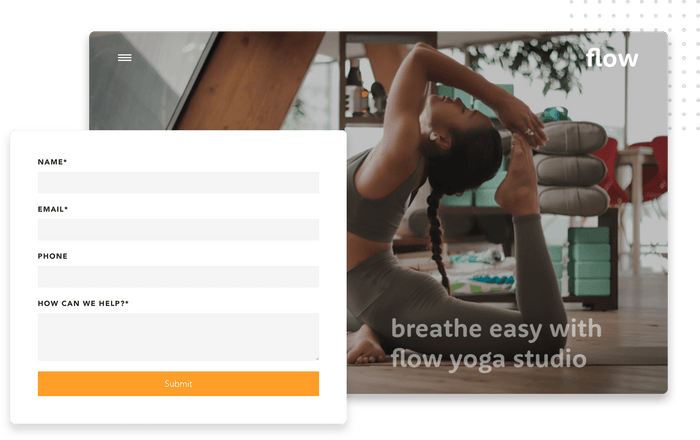 flow
NAME*
EMAIL*
PHONE
HOW CAN WE HELP?*
Submit
breathe easy with
flow yoga studio